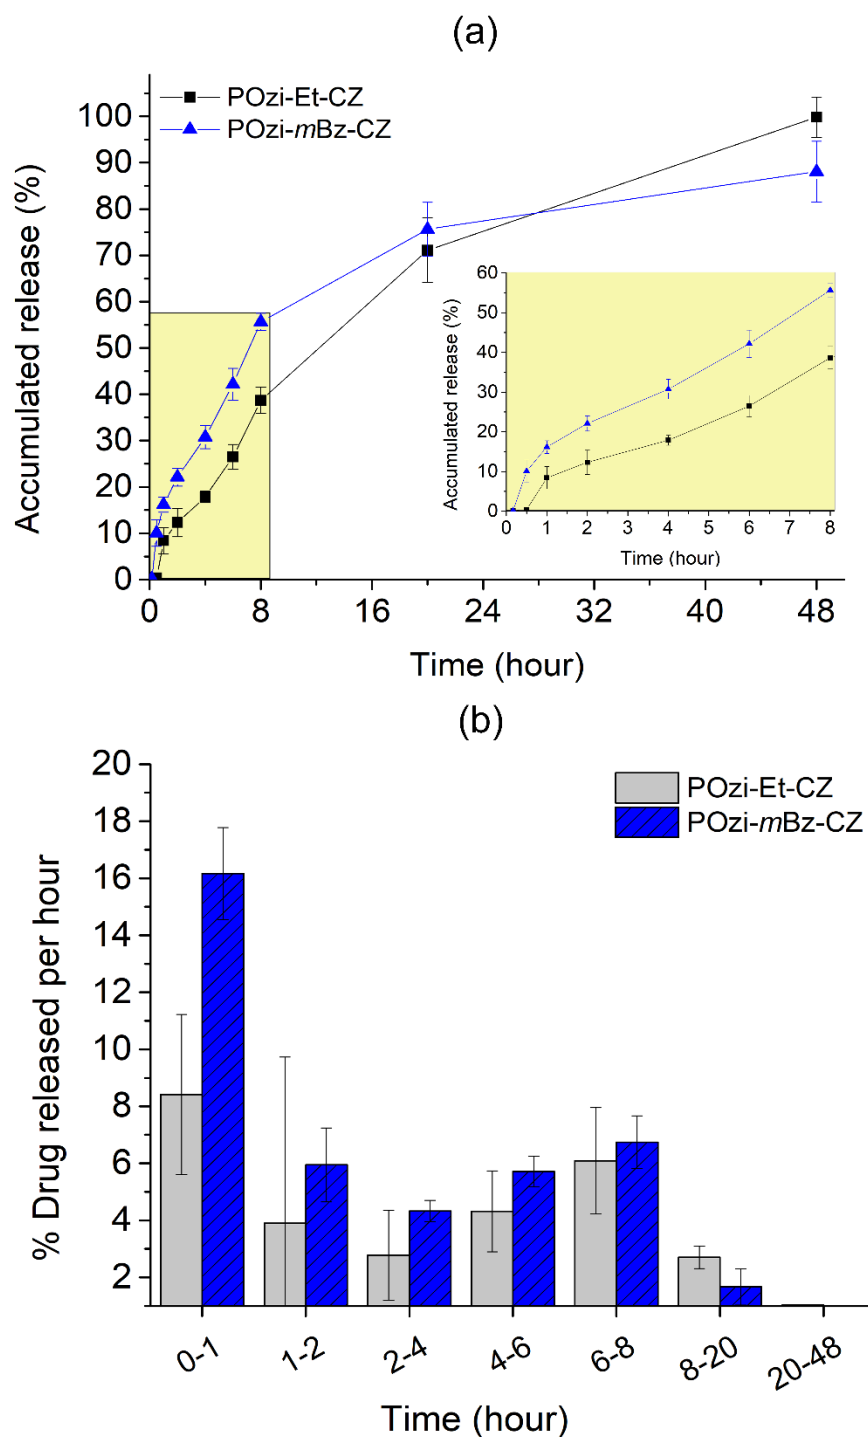 (a)
POzi-Et-CZ
POzi-mBz-CZ
Accumulated release (%)
100
90
80
70
60
50
40
30
20
10
0
0 8 16 24 32 40 48
Time (hour)
Accumulated release (%)
60
50
40
30
20
10
0
0 1 2 3 4 5 6 7 8
Time (hour)
(b)
POzi-Et-CZ
POzi-mBz-CZ
% Drug released per hour
20
18
16
14
12
10
8
6
4
2
0-1 1-2 2-4 4-6 6-8 8-20 20-48
Time (hour)